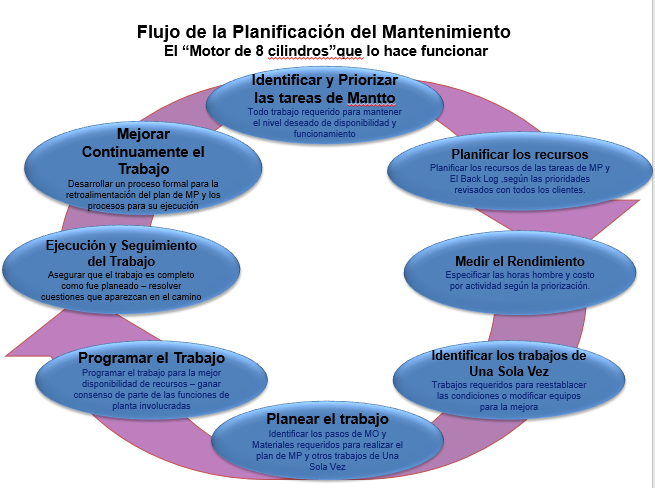 Flujo de la Planificación del Mantenimiento
El “Motor de 8 cilindros”que lo hace funcionar
Identificar y Priorizar
las tareas de Mantto
Todo trabajo requerido para mantener
el nivel deseado de disponibilidad y
funcionamiento
Planificar los recursos
Planificar los recursos de las tareas de MP y
El Back Log ,según las prioridades
revisados con todos los clientes.
Medir el Rendimiento
Especificar las horas hombre y costo
por actividad según la priorización.
Identificar los trabajos de
Una Sola Vez
Trabajos requeridos para reestablacer
las condiciones o modificar equipos
para la mejora
Planear el trabajo
Identificar los pasos de MO y
Materiales requeridos para realizar el
plan de MP y otros trabajos de Una
Sola Vez
Programar el Trabajo
Programar el trabajo para la mejor
disponibilidad de recursos – ganar
consenso de parte de las funciones de
planta involucradas
Ejecución y Seguimiento
del Trabajo
Asegurar que el trabajo es completo
como fue planeado – resolver
cuestiones que aparezcan en el camino
Mejorar
Continuamente el
Trabajo
Desarrollar un proceso formal para la
retroalimentación del plan de MP y los
procesos para su ejecución